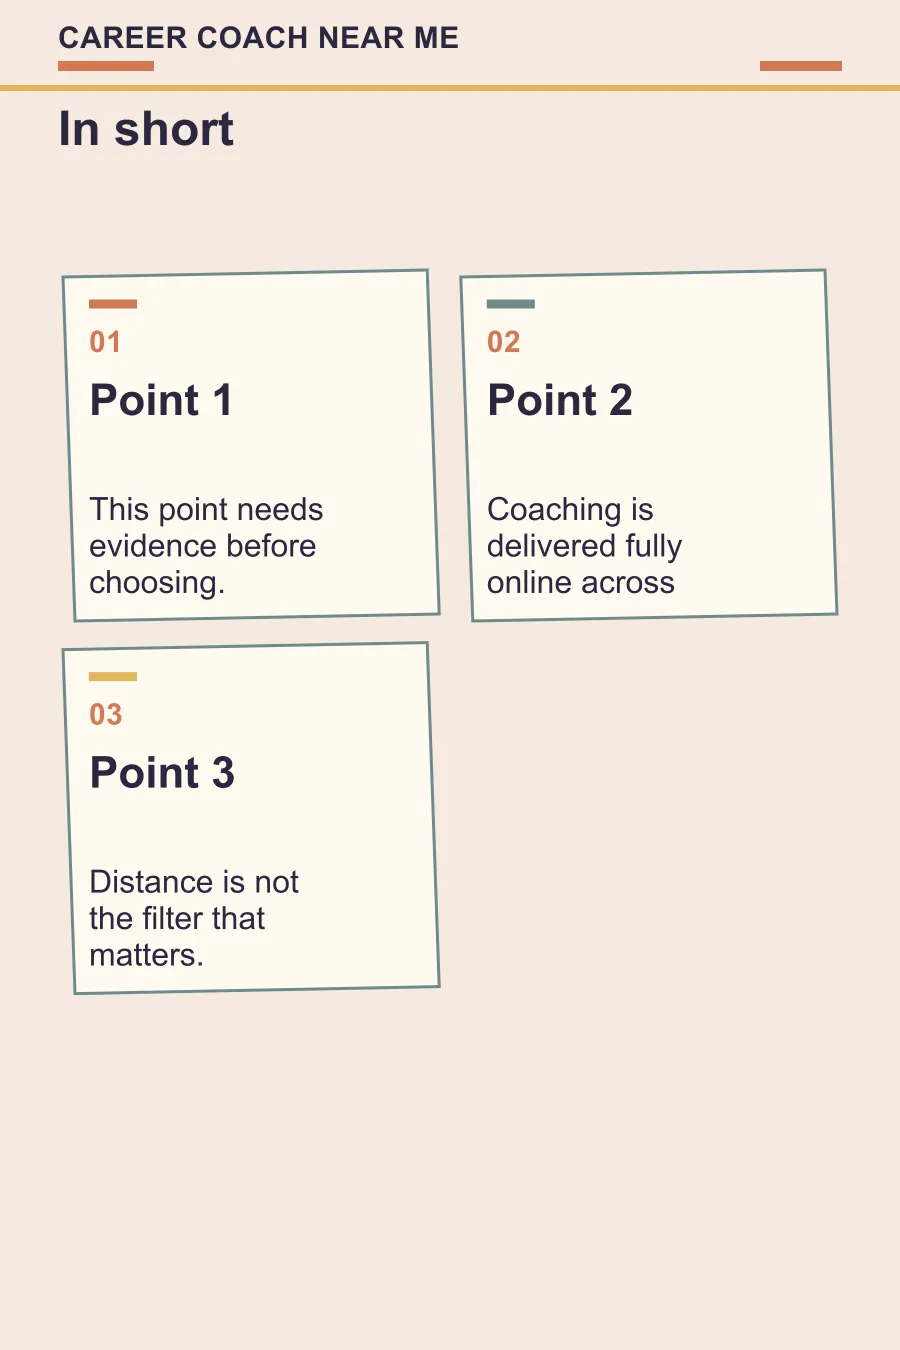 CAREER COACH NEAR ME
In short
01
Point 1
This point needs
evidence before
choosing.
02
Point 2
Coaching is
delivered fully
online across
03
Point 3
Distance is not
the filter that
matters.